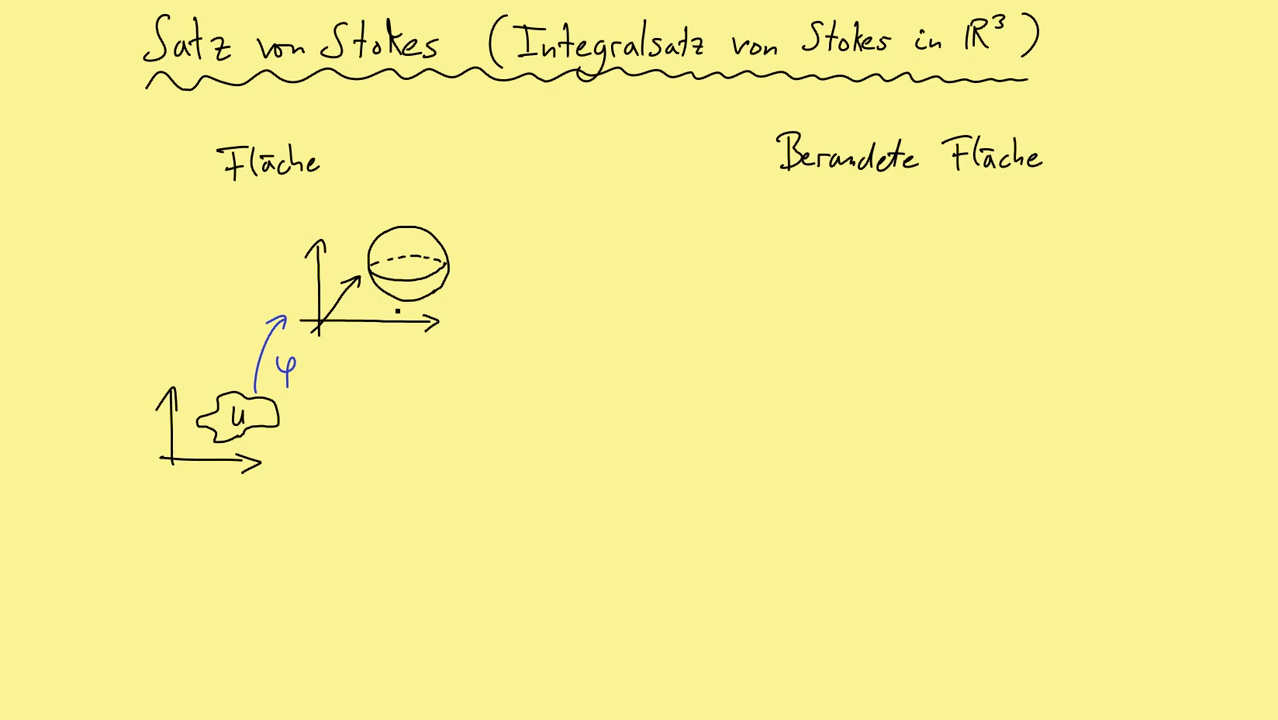 Satz von Stokes (Integralsatz von Stokes in ℝ³)
Fläche
Berandete Fläche
φ
U